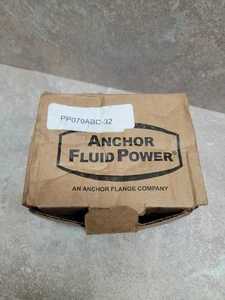 PP079ABC-32
ANCHOR
FLUID POWER®
AN ANCHOR FLANGE COMPANY